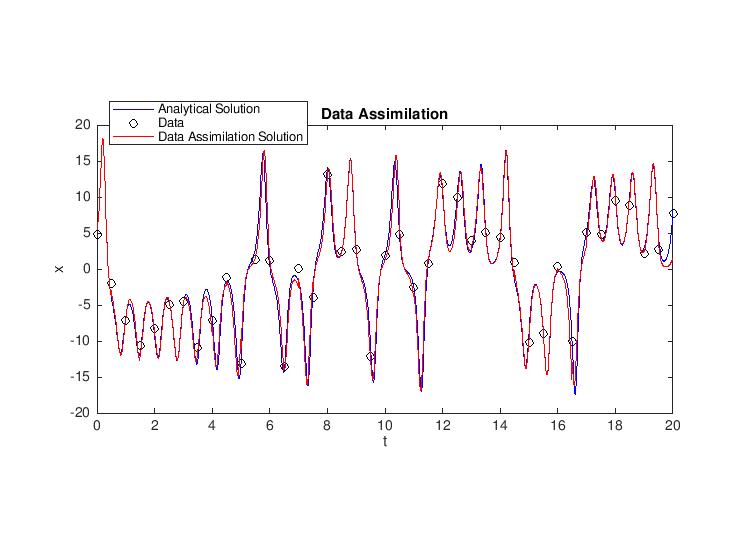 Data Assimilation
Analytical Solution
Data
Data Assimilation Solution
20
15
10
5
0
-5
-10
-15
-20
x
0 2 4 6 8 10 12 14 16 18 20
t